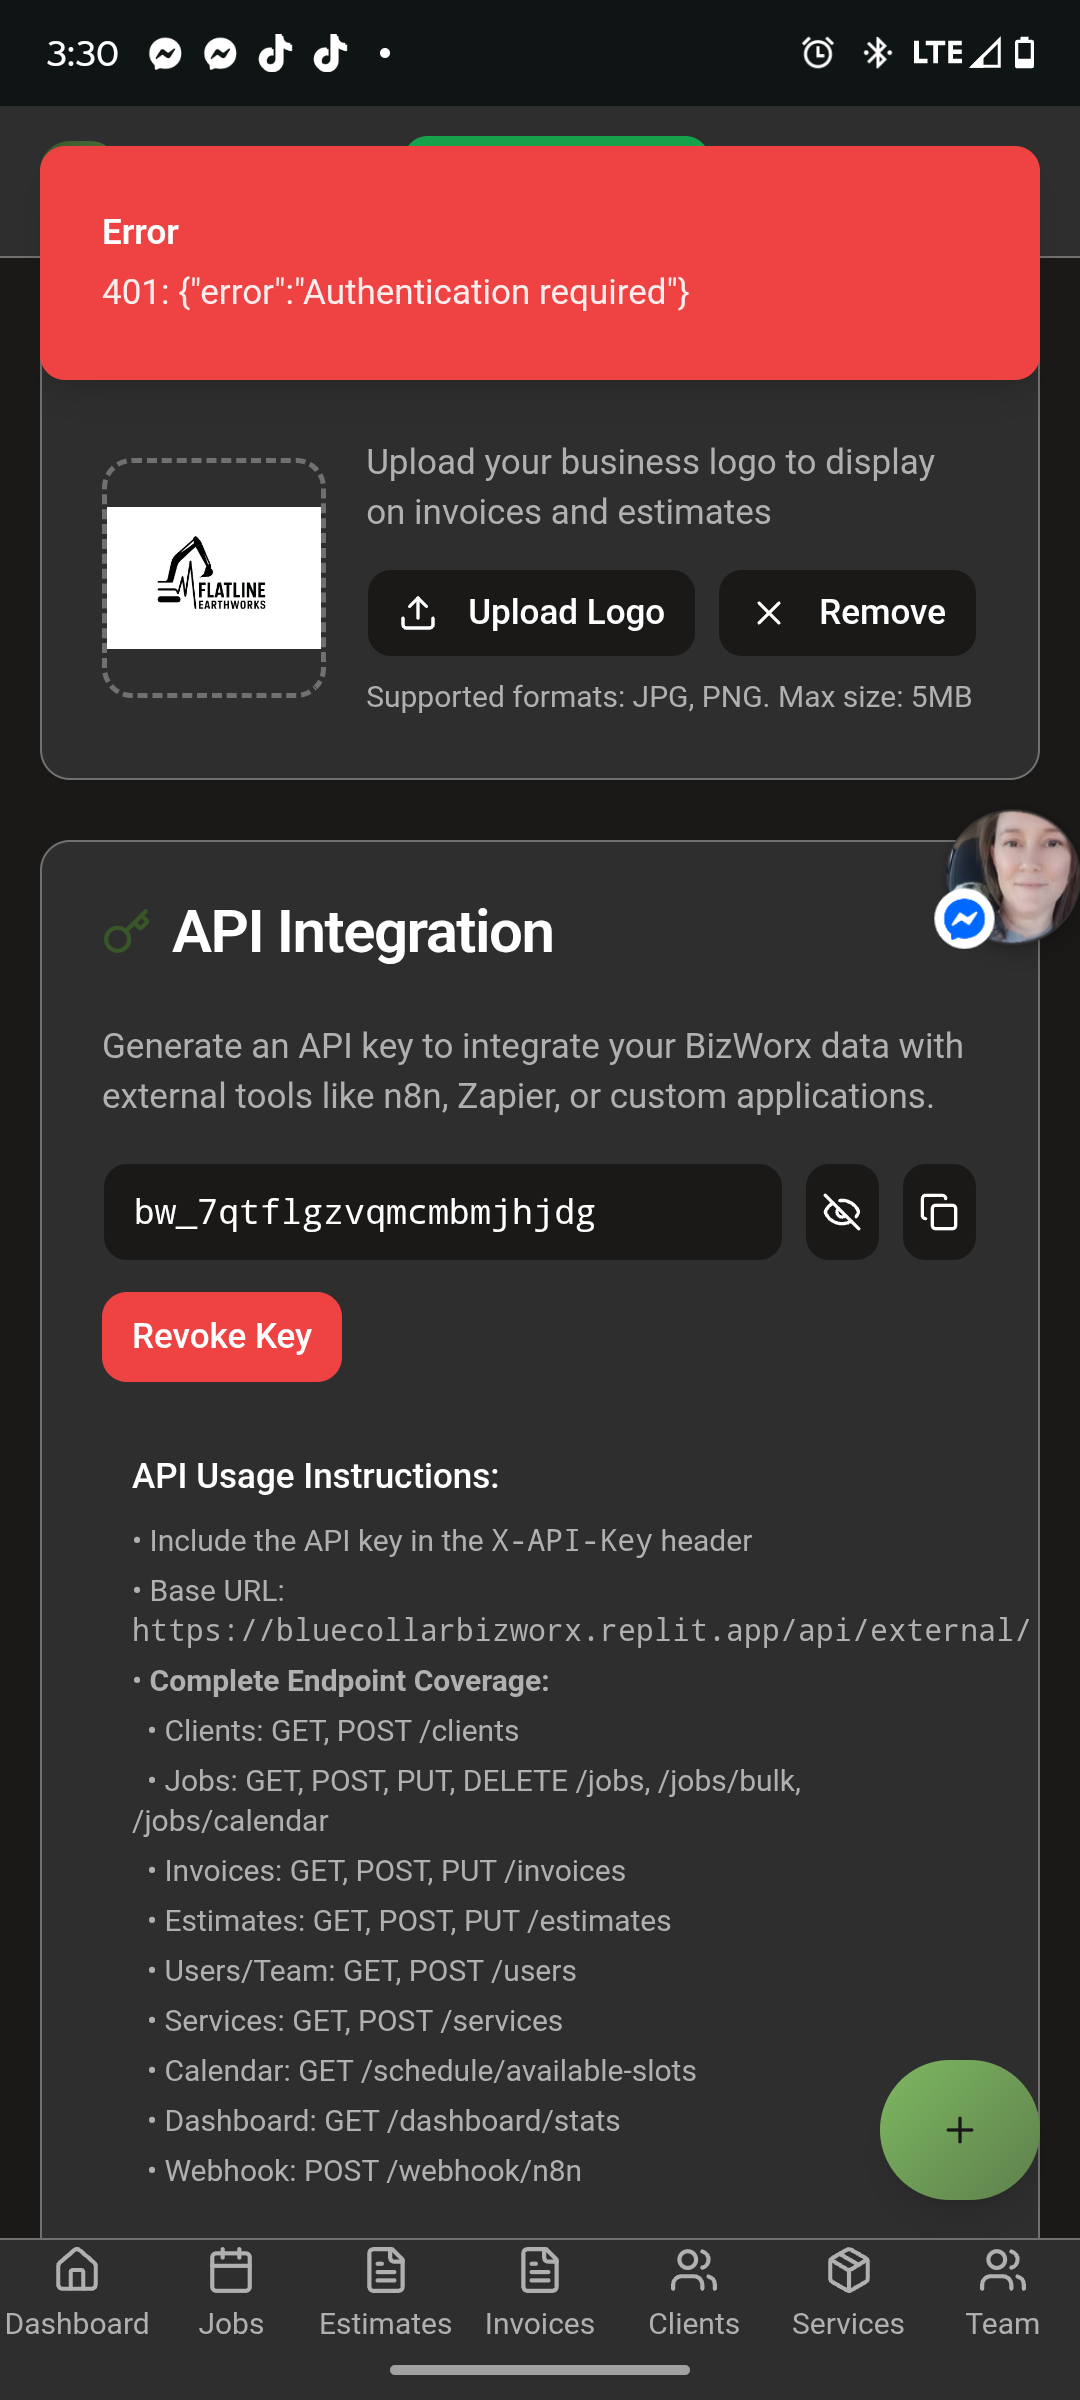 3:30
LTE
Error
401: {"error":"Authentication required"}
Upload your business logo to display
on invoices and estimates
FLATLINE
EARTHWORKS
Upload Logo
Remove
Supported formats: JPG, PNG. Max size: 5MB
API Integration
Generate an API key to integrate your BizWorx data with
external tools like n8n, Zapier, or custom applications.
bw_7qtflgzvqmcmbmjhjdg
Revoke Key
API Usage Instructions:
• Include the API key in the X-API-Key header
• Base URL:
https://bluecollarbizworx.replit.app/api/external/
• Complete Endpoint Coverage:
• Clients: GET, POST /clients
• Jobs: GET, POST, PUT, DELETE /jobs, /jobs/bulk,
/jobs/calendar
• Invoices: GET, POST, PUT /invoices
• Estimates: GET, POST, PUT /estimates
• Users/Team: GET, POST /users
• Services: GET, POST /services
• Calendar: GET /schedule/available-slots
• Dashboard: GET /dashboard/stats
• Webhook: POST /webhook/n8n
Dashboard
Jobs
Estimates
Invoices
Clients
Services
Team